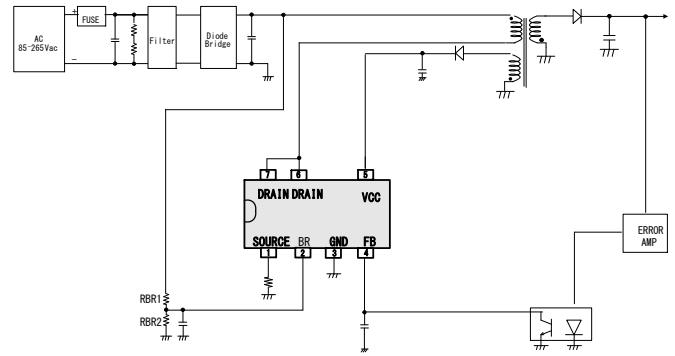 AC
85-265Vac
+
-
FUSE
Filter
Diode
Bridge
7 6 5
DRAIN DRAIN VCC
SOURCE BR GND FB
1 2 3 4
RBR1
RBR2
ERROR
AMP